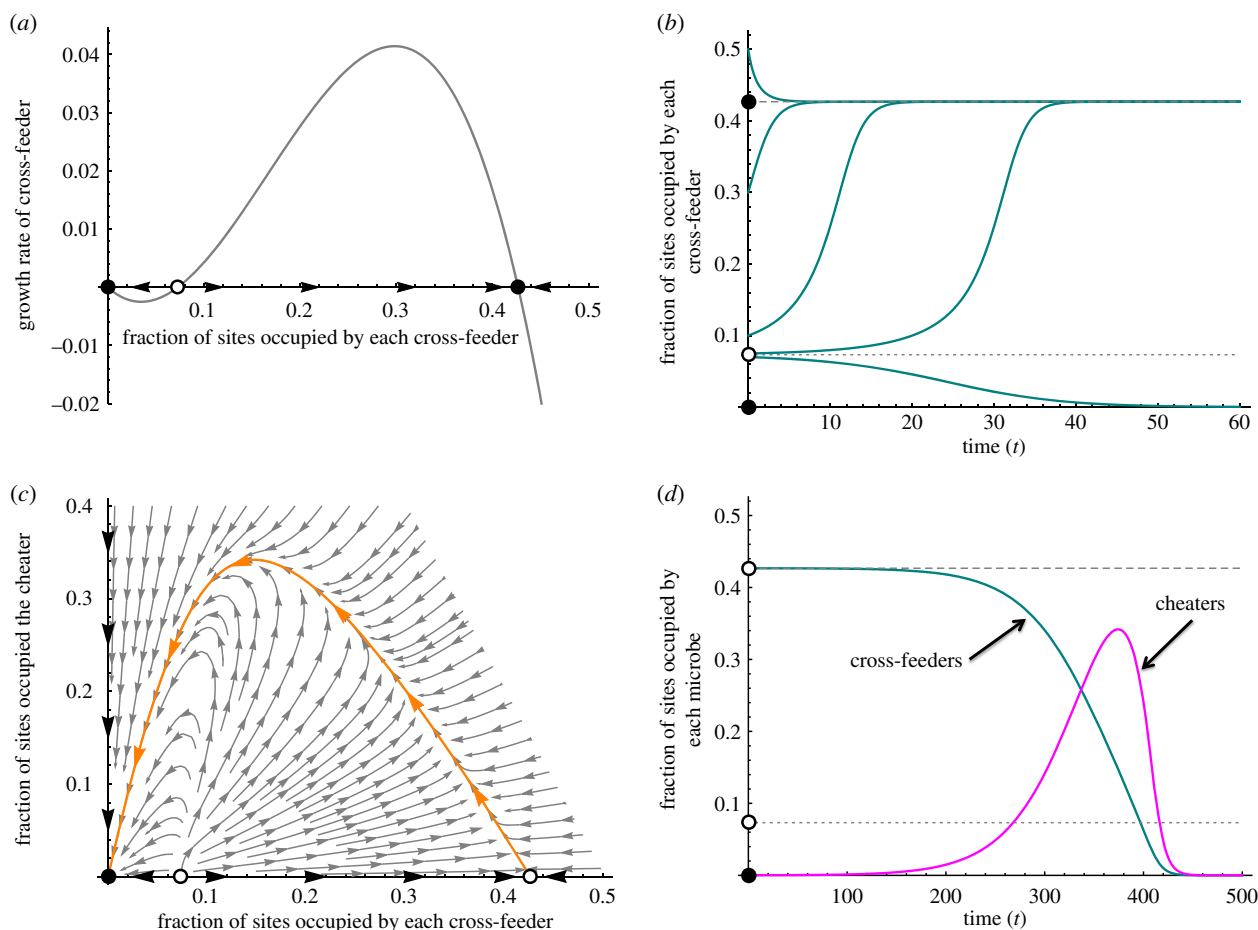 (a)
growth rate of cross-feeder
0.04
0.03
0.02
0.01
–0.01
–0.02
0.1
0.2
0.3
0.4
0.5
fraction of sites occupied by each cross-feeder
(b)
fraction of sites occupied by each
cross-feeder
0.5
0.4
0.3
0.2
0.1
10
20
30
40
50
60
time (t)
(c)
fraction of sites occupied the cheater
0.4
0.3
0.2
0.1
0.1
0.2
0.3
0.4
0.5
fraction of sites occupied by each cross-feeder
(d)
fraction of sites occupied by
each microbe
0.5
0.4
0.3
0.2
0.1
cheaters
cross-feeders
100
200
300
400
500
time (t)